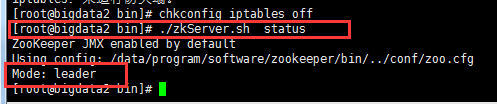 [root@bigdata2 bin]# chkconfig iptables off
[root@bigdata2 bin]# ./zkServer.sh  status
ZooKeeper JMX enabled by default
Using config: /data/program/software/zookeeper/bin/../conf/zoo.cfg
Mode: leader
[root@bigdata2 bin]#